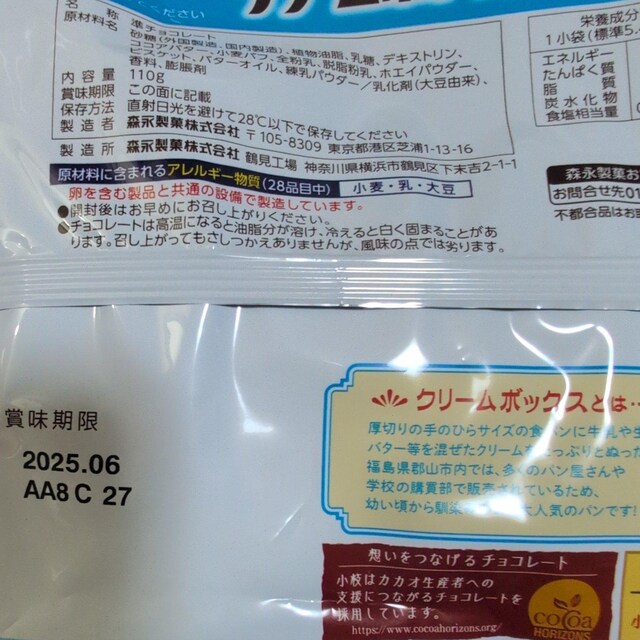 ください
名　　称 準チョコレート
原材料名 砂糖(外国製造、国内製造)、植物油脂、乳糖、デキストリン、
ココアバター、小麦パフ、全粉乳、脱脂粉乳、ホエイパウダー、
バターオイル、練乳パウダー/乳化剤(大豆由来)、
香料、膨脹剤
内 容 量 110g
賞味期限 この面に記載
保存方法 直射日光を避けて28℃以下で保存してください
製 造 者 森永製菓株式会社 〒105-8309 東京都港区芝浦1-13-16
製 造 所 森永製菓株式会社 鶴見工場 神奈川県横浜市鶴見区下末吉2-1-1
原材料に含まれるアレルギー物質(28品目中) 小麦・乳・大豆
卵を含む製品と共通の設備で製造しています。
●開封後はお早めにお召し上がりください。
●チョコレートは高温になると油脂分が溶け、冷えると白く固まることがあ
ります。召し上がってもさしつかえありませんが、風味の点では劣ります。
栄養成分
1小袋(標準5.
エネルギー
たんぱく質
脂　　質
炭水化物
食塩相当量
森永製菓お
お問合せ先01
不都合品はお
賞味期限
2025.06
AA8C 27
クリームボックスとは…
厚切りの手のひらサイズの食パンに牛乳や生
バター等を混ぜたクリームをたっぷりとぬった
福島県郡山市内では、多くのパン屋さんや
学校の購買部で販売されているため、
幼い頃から馴染 大人気のパンです!
想いをつなげるチョコレート
小枝はカカオ生産者への
支援につながるチョコレートを
採用しています。
https://www.cocoahorizons.org/
cocoa
HORIZONS